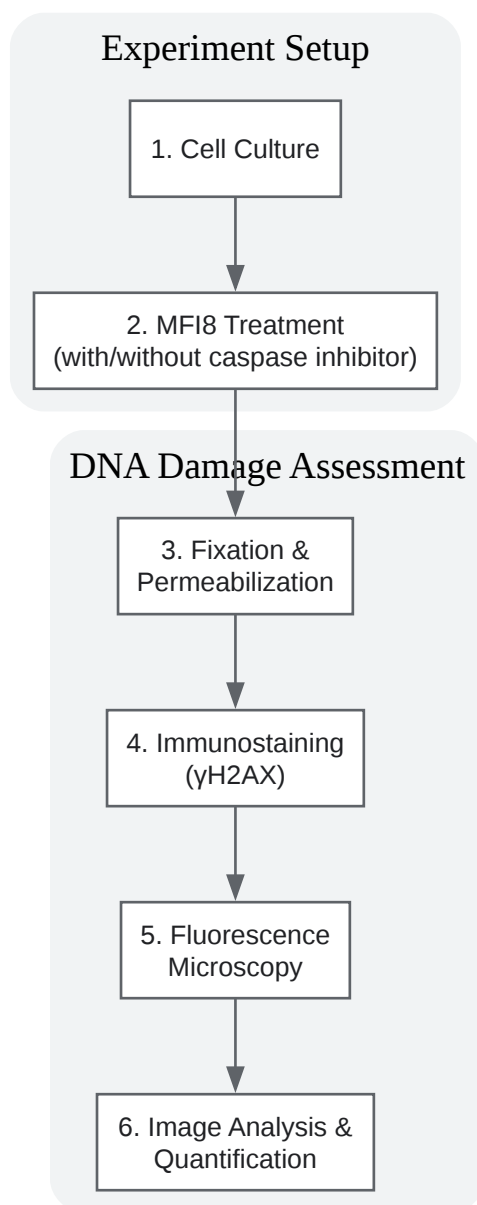 Experiment Setup
1. Cell Culture
2. MFI8 Treatment
(with/without caspase inhibitor)
DNA Damage Assessment
3. Fixation &
Permeabilization
4. Immunostaining
(γH2AX)
5. Fluorescence
Microscopy
6. Image Analysis &
Quantification